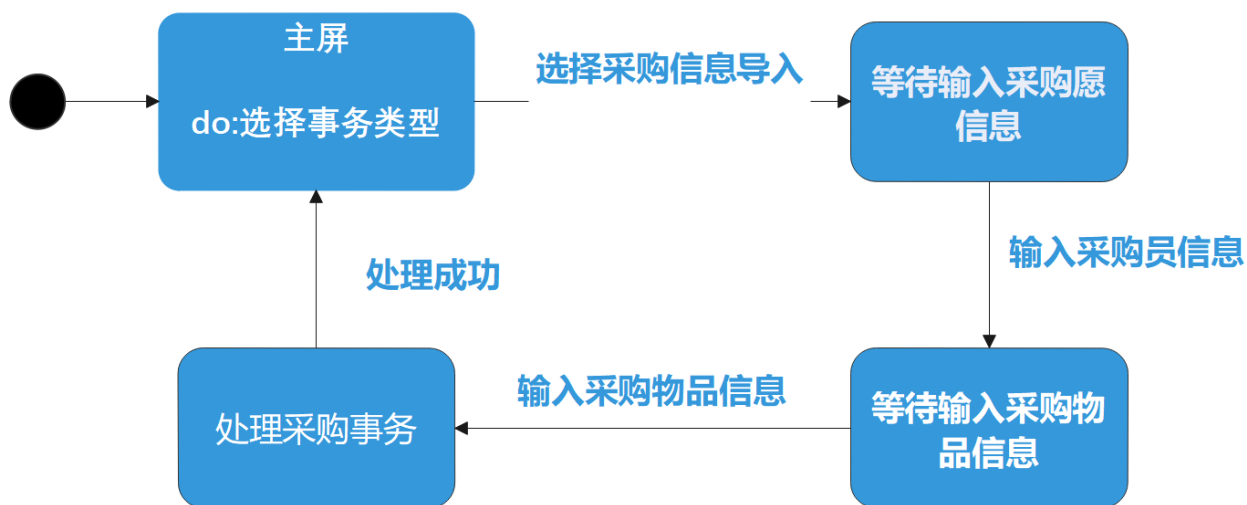 主屏
do:选择事务类型
选择采购信息导入
等待输入采购愿
信息
输入采购员信息
处理成功
处理采购事务
输入采购物品信息
等待输入采购物
品信息